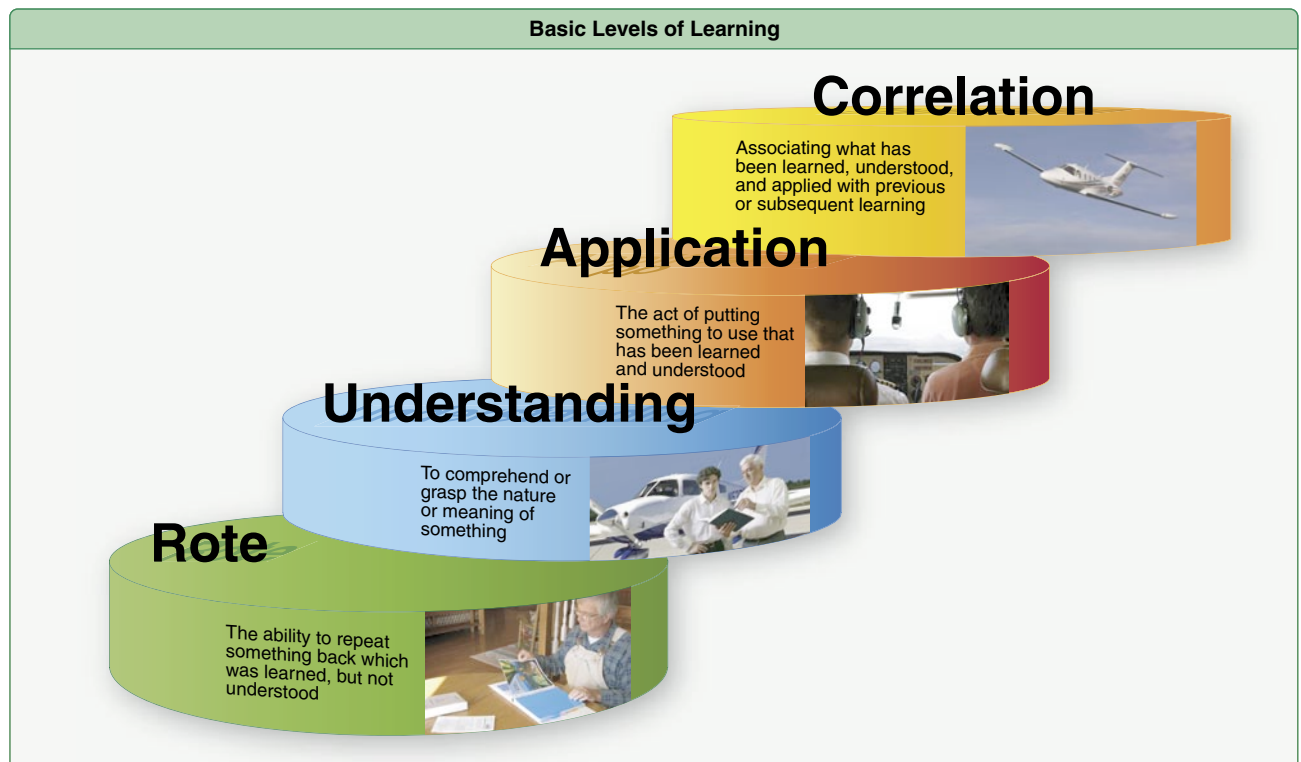 Basic Levels of Learning
Correlation
Associating what has
been learned, understood,
and applied with previous
or subsequent learning
Application
The act of putting
something to use that
has been learned
and understood
Understanding
To comprehend or
grasp the nature
or meaning of
something
Rote
The ability to repeat
something back which
was learned, but not
understood